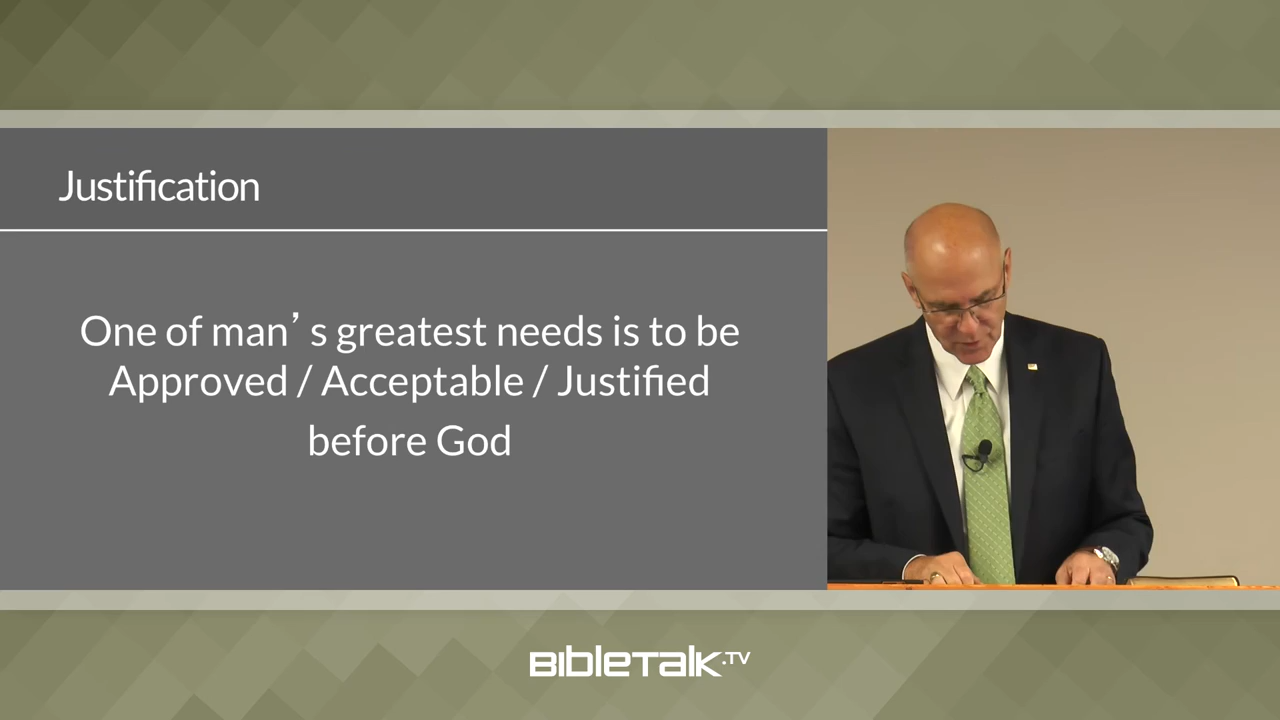 Justification
One of man’s greatest needs is to be
Approved / Acceptable / Justified
before God
BIBLETALK.TV